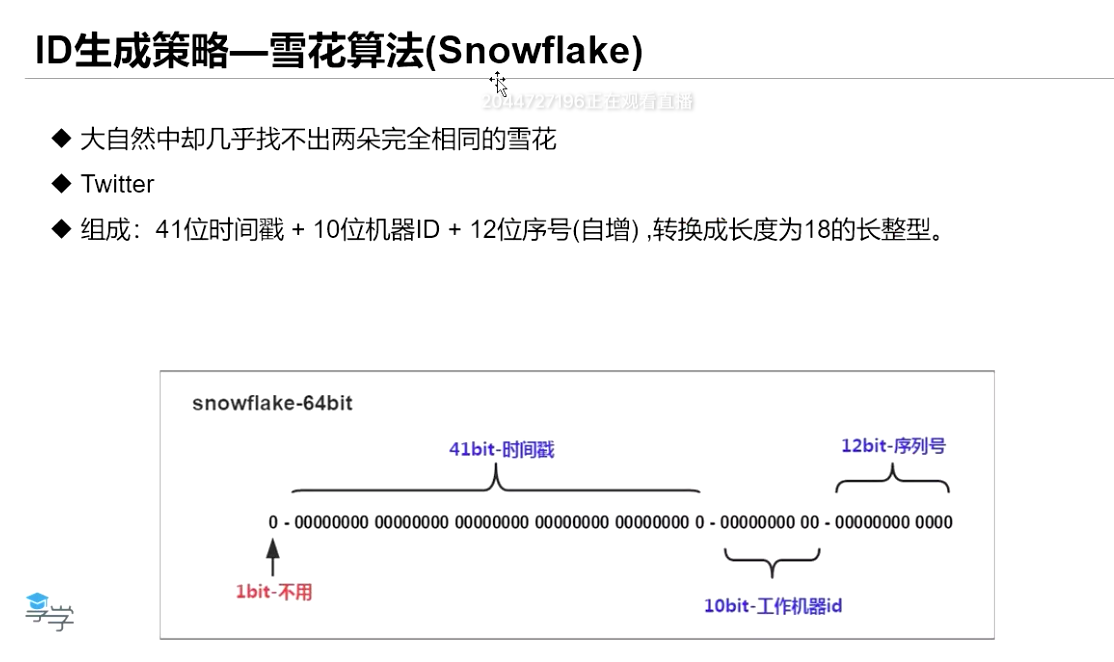 ID生成策略—雪花算法(Snowflake)
2044727196正在观看直播
大自然中却几乎找不出两朵完全相同的雪花
Twitter
组成：41位时间戳 + 10位机器ID + 12位序号(自增) ,转换成长度为18的长整型。
snowflake-64bit
41bit-时间戳
12bit-序列号
0 - 00000000 00000000 00000000 00000000 00000000 0 - 00000000 00 - 00000000 0000
1bit-不用
10bit-工作机器id
享学